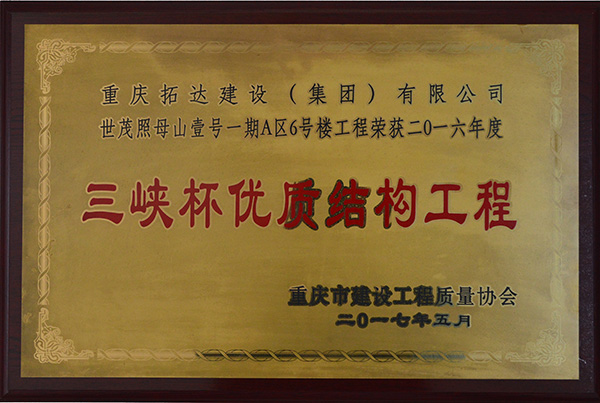 重庆拓达建设（集团）有限公司
世茂照母山壹号一期A区6号楼工程荣获二O一六年度
三峡杯优质结构工程
重庆市建设工程质量协会
二O一七年五月